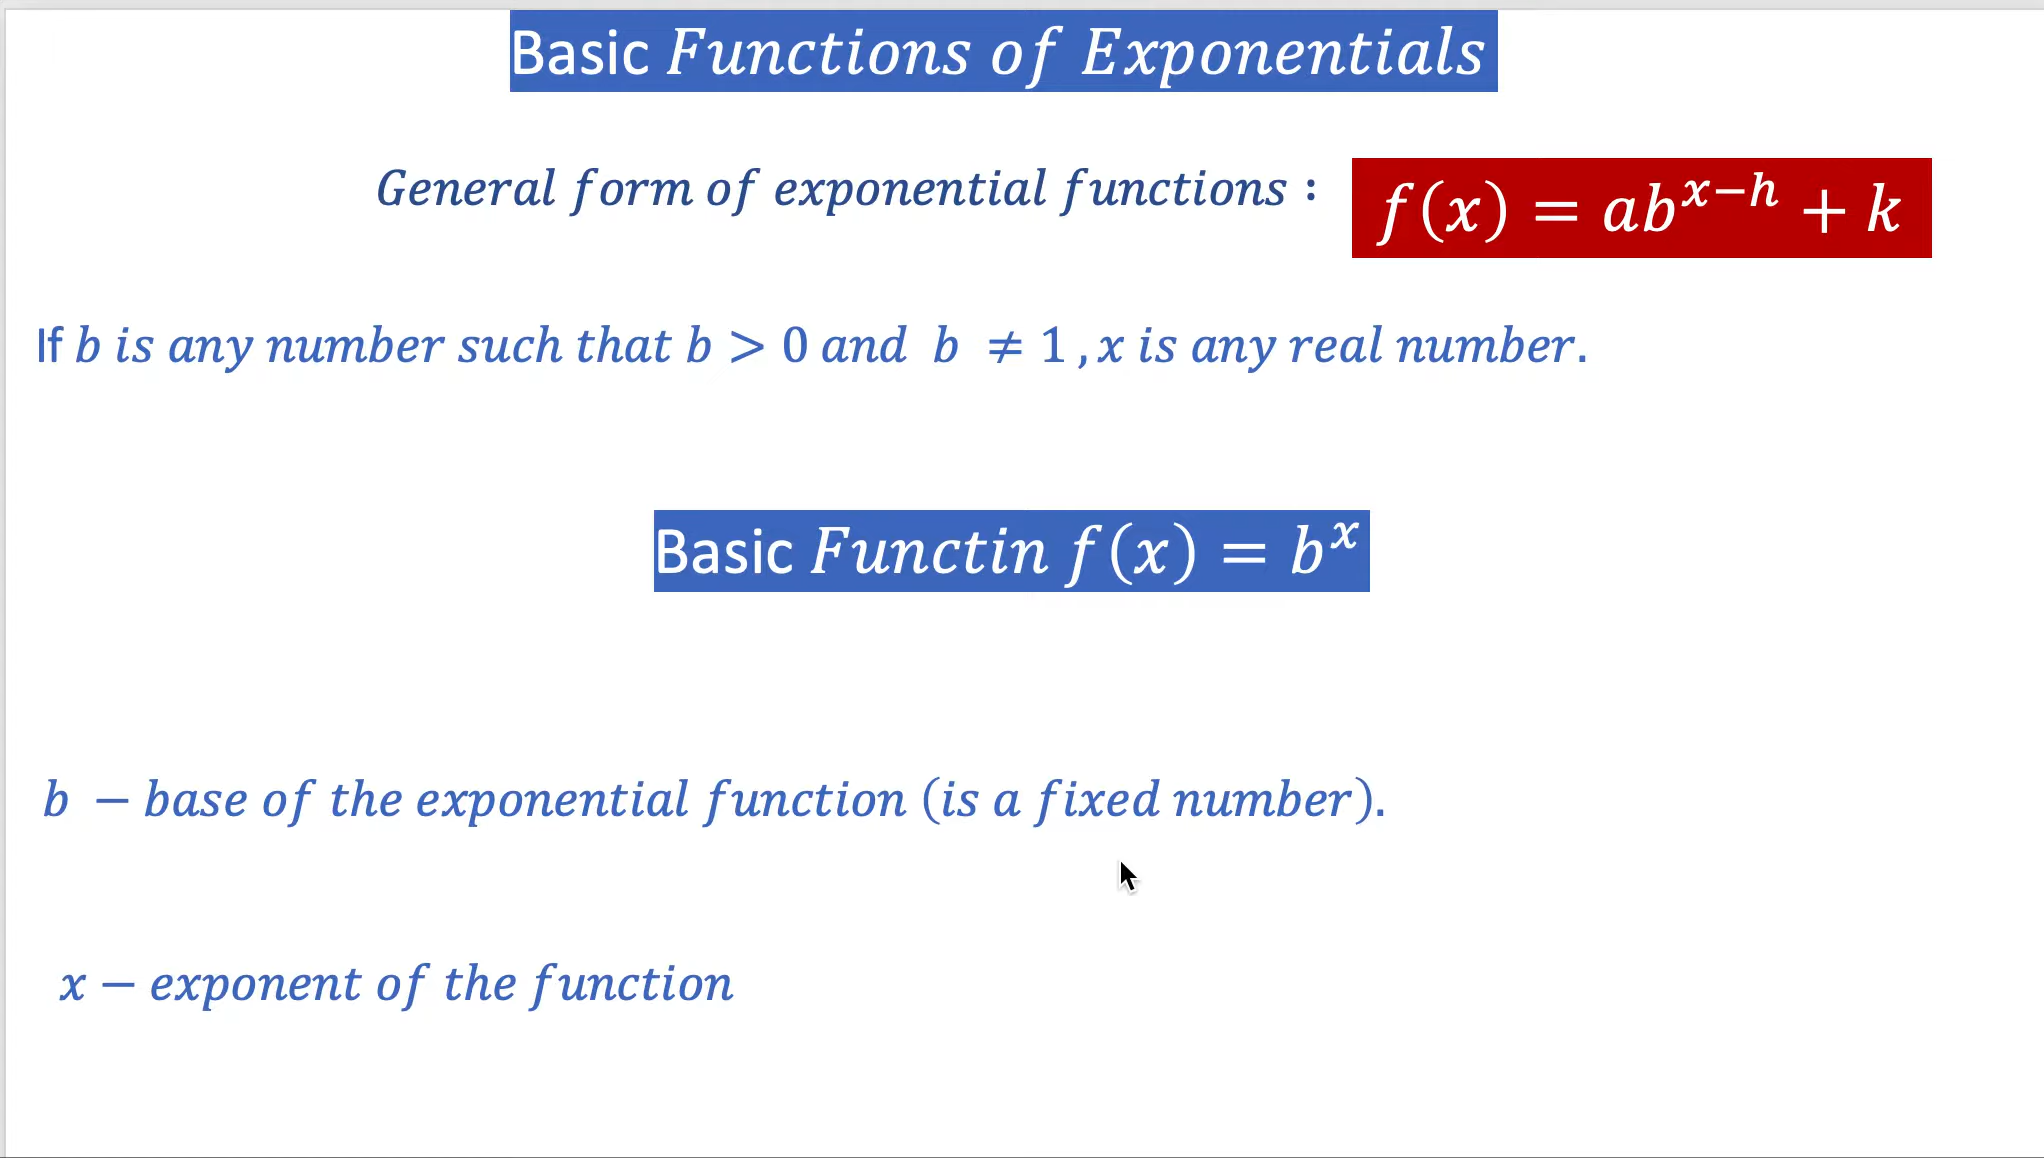 Basic Functions of Exponentials
General form of exponential functions : f(x) = ab^{x−h} + k
If b is any number such that b > 0 and b ≠ 1 , x is any real number.
Basic Functin f(x) = b^x
b − base of the exponential function (is a fixed number).
x − exponent of the function